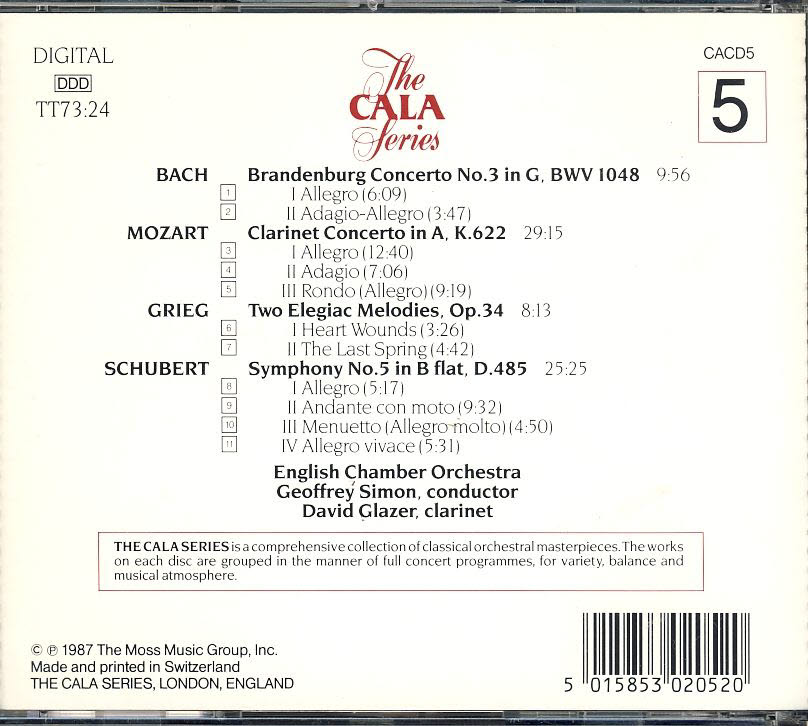 DIGITAL
DDD
TT73:24
The
CALA
Series
CACD5
5
BACH Brandenburg Concerto No.3 in G, BWV 1048 9:56
1 I Allegro (6:09)
2 II Adagio-Allegro (3:47)
MOZART Clarinet Concerto in A, K.622 29:15
3 I Allegro (12:40)
4 II Adagio (7:06)
5 III Rondo (Allegro) (9:19)
GRIEG Two Elegiac Melodies, Op.34 8:13
6 I Heart Wounds (3:26)
7 II The Last Spring (4:42)
SCHUBERT Symphony No.5 in B flat, D.485 25:25
8 I Allegro (5:17)
9 II Andante con moto (9:32)
10 III Menuetto (Allegro molto) (4:50)
11 IV Allegro vivace (5:31)
English Chamber Orchestra
Geoffrey Simon, conductor
David Glazer, clarinet
THE CALA SERIES is a comprehensive collection of classical orchestral masterpieces. The works
on each disc are grouped in the manner of full concert programmes, for variety, balance and
musical atmosphere.
© ℗ 1987 The Moss Music Group, Inc.
Made and printed in Switzerland
THE CALA SERIES, LONDON, ENGLAND
5 015853 020520